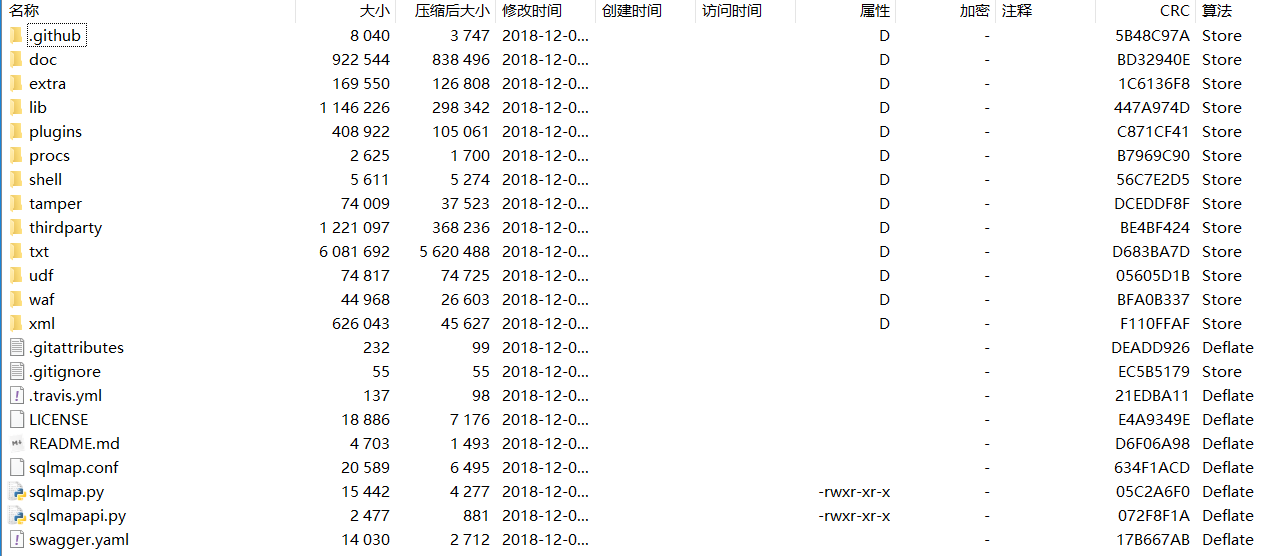 名称 大小 压缩后大小 修改时间 创建时间 访问时间 属性 加密 注释 CRC 算法
.github 8 040 3 747 2018-12-0... D - 5B48C97A Store
doc 922 544 838 496 2018-12-0... D - BD32940E Store
extra 169 550 126 808 2018-12-0... D - 1C6136F8 Store
lib 1 146 226 298 342 2018-12-0... D - 447A974D Store
plugins 408 922 105 061 2018-12-0... D - C871CF41 Store
procs 2 625 1 700 2018-12-0... D - B7969C90 Store
shell 5 611 5 274 2018-12-0... D - 56C7E2D5 Store
tamper 74 009 37 523 2018-12-0... D - DCEDDF8F Store
thirdparty 1 221 097 368 236 2018-12-0... D - BE4BF424 Store
txt 6 081 692 5 620 488 2018-12-0... D - D683BA7D Store
udf 74 817 74 725 2018-12-0... D - 05605D1B Store
waf 44 968 26 603 2018-12-0... D - BFA0B337 Store
xml 626 043 45 627 2018-12-0... D - F110FFAF Store
.gitattributes 232 99 2018-12-0... - DEADD926 Deflate
.gitignore 55 55 2018-12-0... - EC5B5179 Store
.travis.yml 137 98 2018-12-0... - 21EDBA11 Deflate
LICENSE 18 886 7 176 2018-12-0... - E4A9349E Deflate
README.md 4 703 1 493 2018-12-0... - D6F06A98 Deflate
sqlmap.conf 20 589 6 495 2018-12-0... - 634F1ACD Deflate
sqlmap.py 15 442 4 277 2018-12-0... -rwxr-xr-x - 05C2A6F0 Deflate
sqlmapapi.py 2 477 881 2018-12-0... -rwxr-xr-x - 072F8F1A Deflate
swagger.yaml 14 030 2 712 2018-12-0... - 17B667AB Deflate